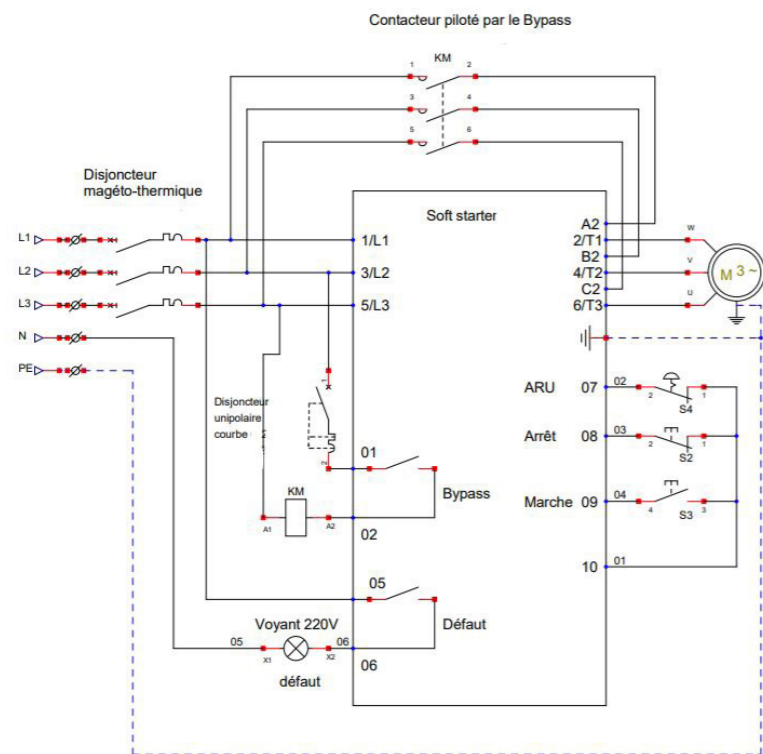 Contacteur piloté par le Bypass
1 KM 2
3 4
5 6
Disjoncteur
magéto-thermique
Soft starter
L1
L2
L3
N
PE
1/L1
3/L2
5/L3
A2
2/T1
B2
4/T2
C2
6/T3
W
V
U
M 3 ~
Disjoncteur
unipolaire
courbe
1
2
01
Bypass
KM
A1
A2
02
ARU 07 02
2 1
S4
Arrêt 08 03
2 1
S2
Marche 09 04
4 3
S3
10 01
05
Défaut
Voyant 220V
05 06
X1 X2
06
défaut